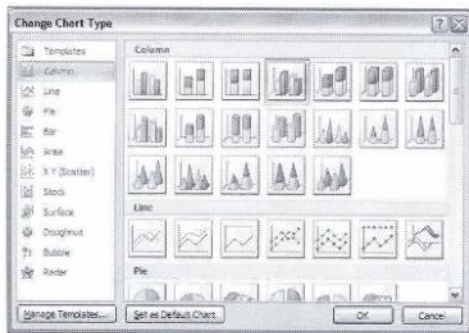 Change Chart Type
Templates
Column
Line
Pie
Bar
Area
X Y (Scatter)
Stock
Surface
Doughnut
Bubble
Radar
Column
Line
Pie
Manage Templates...
Set as Default Chart
OK
Cancel